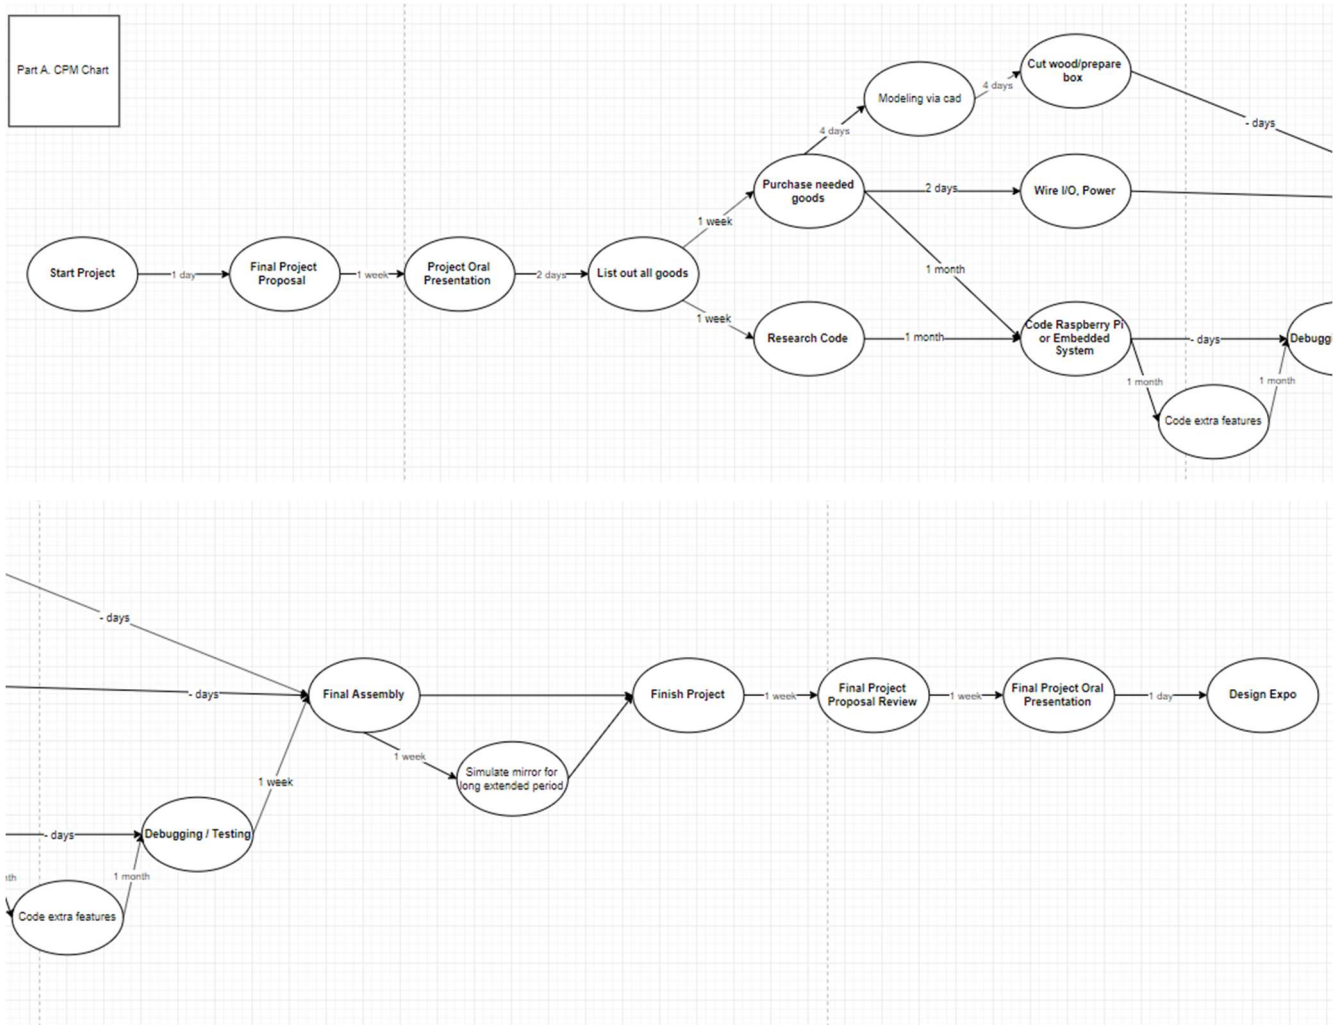 Part A. CPM Chart
Cut wood/prepare
box
Modeling via cad
4 days
- days
4 days
Purchase needed
goods
2 days
Wire I/O, Power
1 week
Start Project
1 day
Final Project
Proposal
1 week
Project Oral
Presentation
2 days
List out all goods
1 month
1 week
Research Code
1 month
Code Raspberry Pi
or Embedded
System
- days
Debuggi
1 month
1 month
Code extra features
- days
- days
Final Assembly
Finish Project
1 week
Final Project
Proposal Review
1 week
Final Project Oral
Presentation
1 day
Design Expo
1 week
Simulate mirror for
long extended period
1 week
- days
Debugging / Testing
nth
1 month
Code extra features